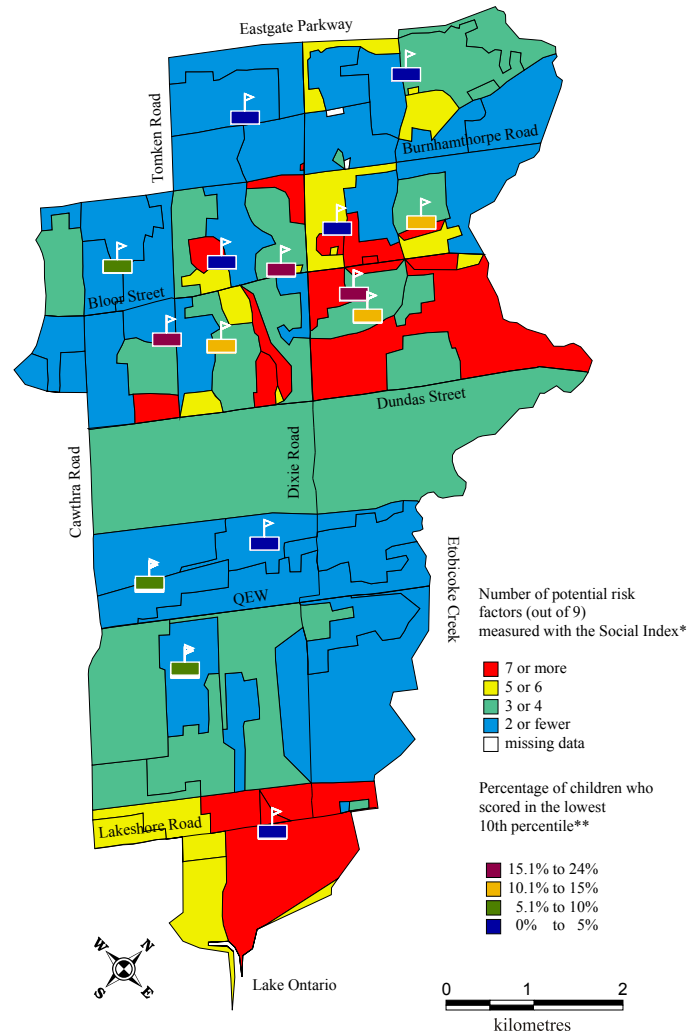 Eastgate Parkway
Tomken Road
Burnhamthorpe Road
Bloor Street
Dundas Street
Cawthra Road
Dixie Road
Etobicoke Creek
QEW
Number of potential risk
factors (out of 9)
measured with the Social Index*
7 or more
5 or 6
3 or 4
2 or fewer
missing data
Percentage of children who
scored in the lowest
10th percentile**
15.1% to 24%
10.1% to 15%
5.1% to 10%
0% to 5%
Lakeshore Road
W N
S E
Lake Ontario
0 1 2
kilometres